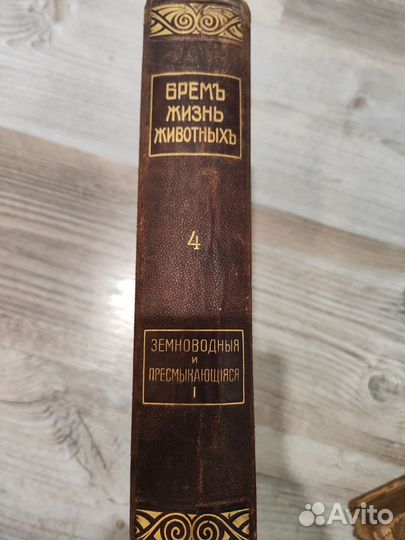 БРЕМЪ
ЖИЗНЬ
ЖИВОТНЫХЪ
4
ЗЕМНОВОДНЫЯ
И
ПРЕСМЫКАЮЩІЯСЯ
I
Avito